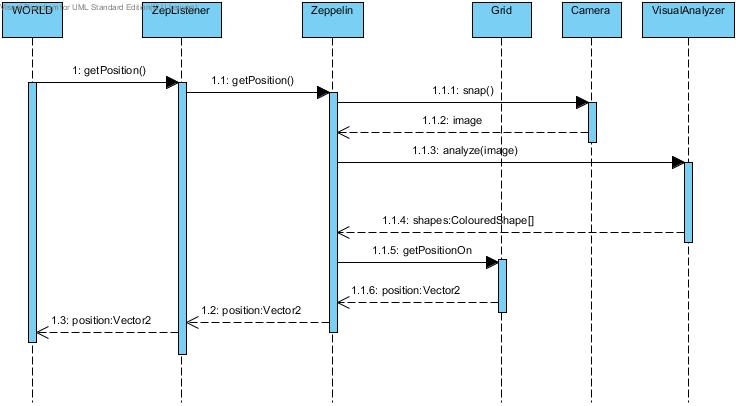 for UML Standard Edition
WORLD
ZepListener
Zeppelin
Grid
Camera
VisualAnalyzer
1: getPosition()
1.1: getPosition()
1.1.1: snap()
1.1.2: image
1.1.3: analyze(image)
1.1.4: shapes:ColouredShape[]
1.1.5: getPositionOn
1.1.6: position:Vector2
1.2: position:Vector2
1.3: position:Vector2